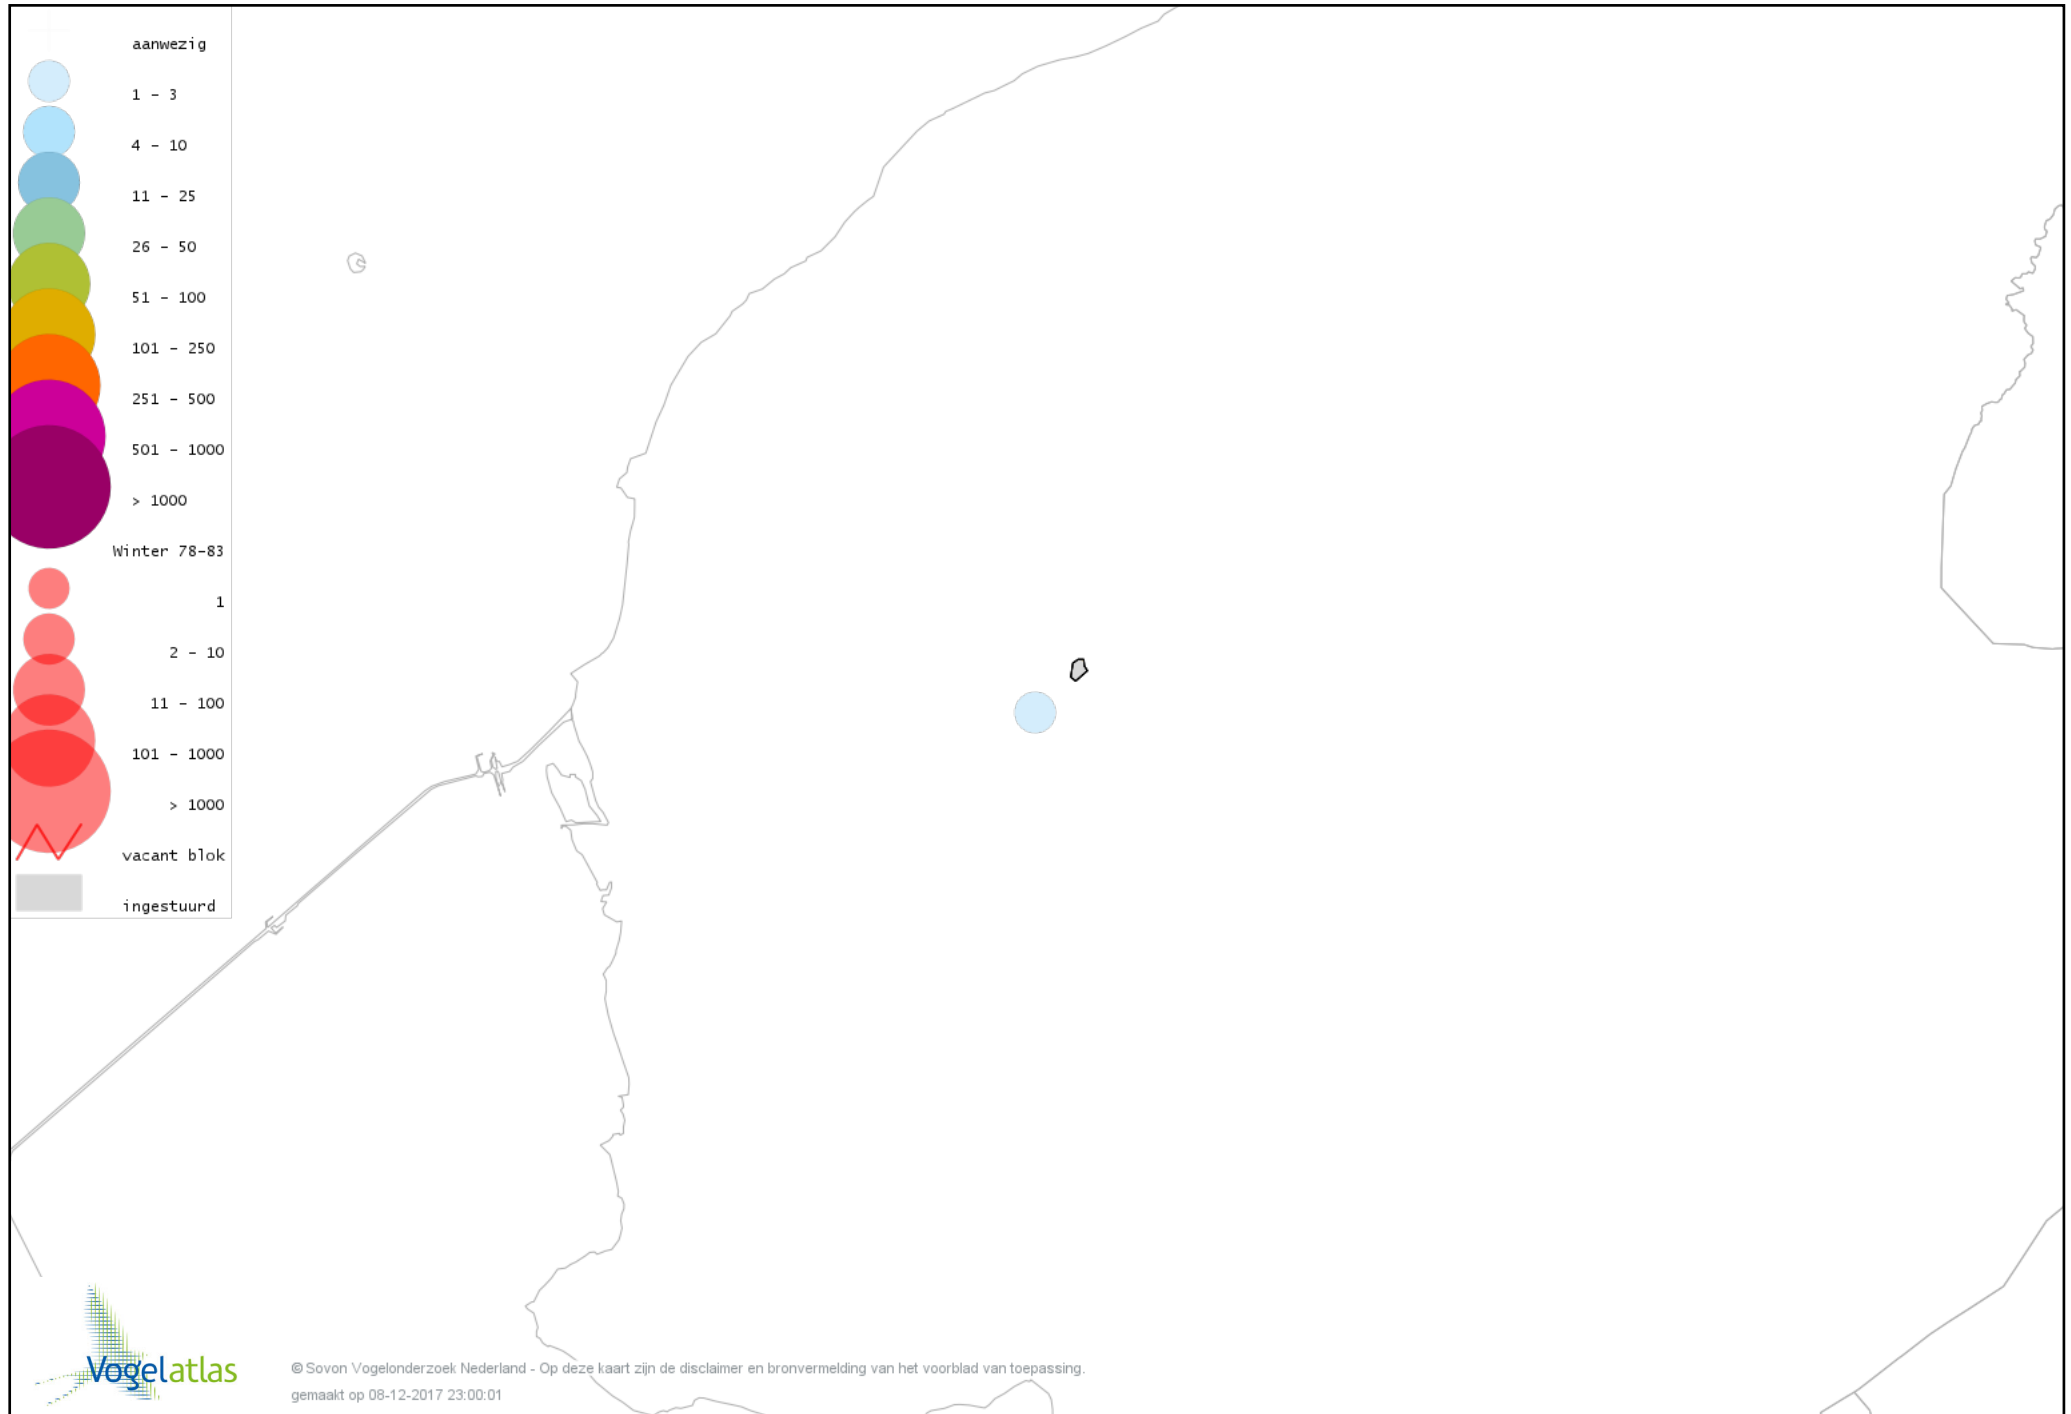 aanwezig
1 - 3
4 - 10
11 - 25
26 - 50
51 - 100
101 - 250
251 - 500
501 - 1000
> 1000
Winter 78-83
1
2 - 10
11 - 100
101 - 1000
> 1000
vacant blok
ingestuurd
Vogelatlas
© Sovon Vogelonderzoek Nederland - Op deze kaart zijn de disclaimer en bronvermelding van het voorblad van toepassing.
gemaakt op 08-12-2017 23:00:01